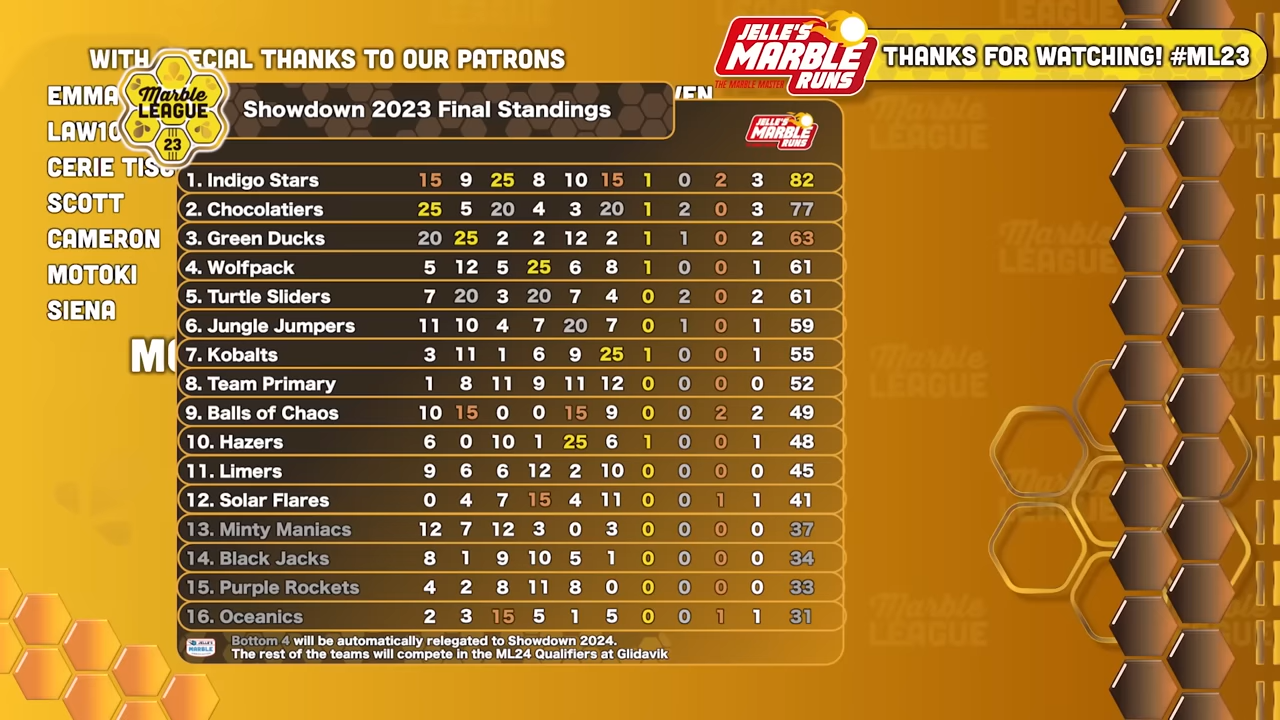 WITH SPECIAL THANKS TO OUR PATRONS
JELLE'S
MARBLE
RUNS
THE MARBLE MASTER
THANKS FOR WATCHING! #ML23
EMMA
LAW10
CERIE
SCOTT
CAMERON
MOTOKI
SIENA
Marble
LEAGUE
23
Showdown 2023 Final Standings
JELLE'S
MARBLE
RUNS
1. Indigo Stars 15 9 25 8 10 15 1 0 2 3 82
2. Chocolatiers 25 5 20 4 3 20 1 2 0 3 77
3. Green Ducks 20 25 2 2 12 2 1 1 0 2 63
4. Wolfpack 5 12 5 25 6 8 1 0 0 1 61
5. Turtle Sliders 7 20 3 20 7 4 0 2 0 2 61
6. Jungle Jumpers 11 10 4 7 20 7 0 1 0 1 59
7. Kobalts 3 11 1 6 9 25 1 0 0 1 55
8. Team Primary 1 8 11 9 11 12 0 0 0 0 52
9. Balls of Chaos 10 15 0 0 15 9 0 0 2 2 49
10. Hazers 6 0 10 1 25 6 1 0 0 1 48
11. Limers 9 6 6 12 2 10 0 0 0 0 45
12. Solar Flares 0 4 7 15 4 11 0 0 1 1 41
13. Minty Maniacs 12 7 12 3 0 3 0 0 0 0 37
14. Black Jacks 8 1 9 10 5 1 0 0 0 0 34
15. Purple Rockets 4 2 8 11 8 0 0 0 0 0 33
16. Oceanics 2 3 15 5 1 5 0 0 1 1 31
Bottom 4 will be automatically relegated to Showdown 2024.
The rest of the teams will compete in the ML24 Qualifiers at Glidavik